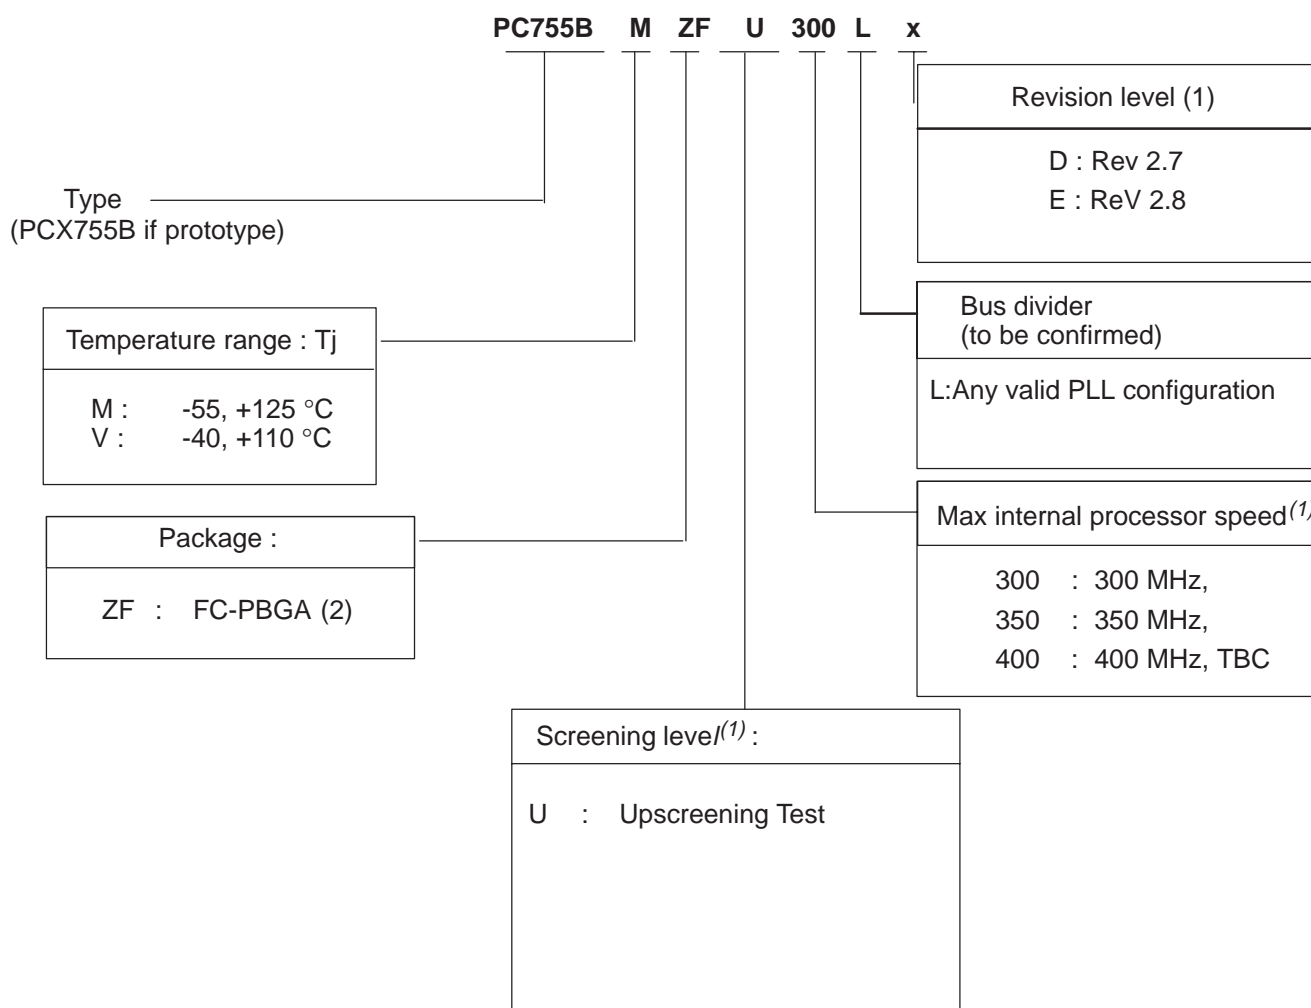 PC755B M ZF U 300 L x
Revision level (1)
D : Rev 2.7
E : ReV 2.8
Type
(PCX755B if prototype)
Bus divider
(to be confirmed)
L:Any valid PLL configuration
Temperature range : Tj
M : -55, +125 °C
V : -40, +110 °C
Max internal processor speed(1)
300 : 300 MHz,
350 : 350 MHz,
400 : 400 MHz, TBC
Package :
ZF : FC-PBGA (2)
Screening level(1) :
U : Upscreening Test